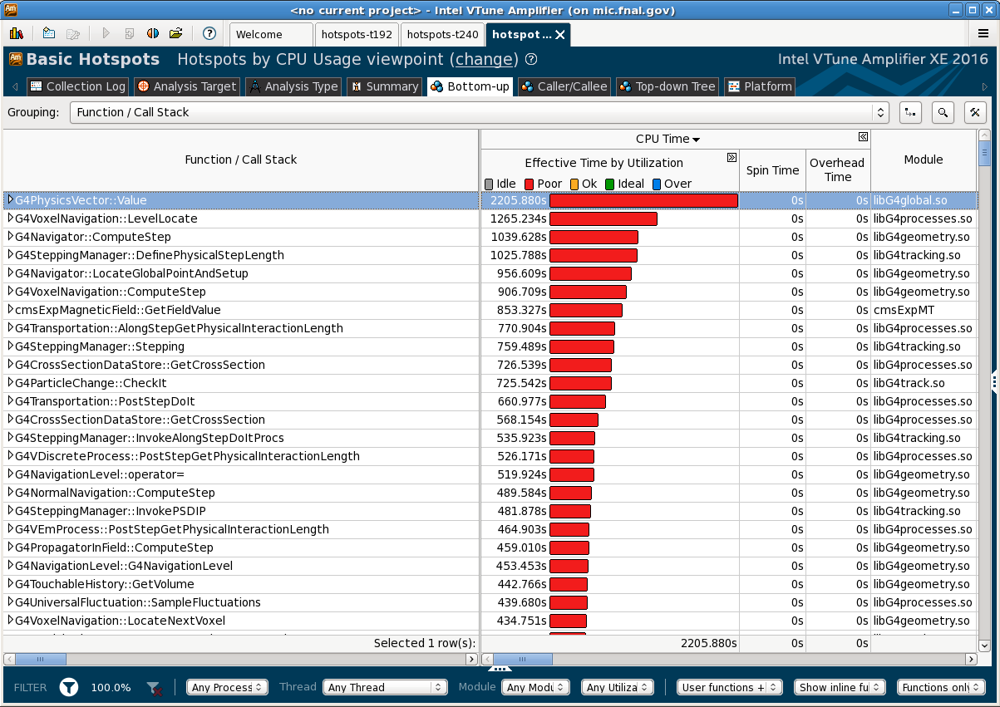 <no current project> - Intel VTune Amplifier (on mic.fnal.gov)
Welcome hotspots-t192 hotspots-t240 hotspot ...
Basic Hotspots Hotspots by CPU Usage viewpoint (change) Intel VTune Amplifier XE 2016
Collection Log Analysis Target Analysis Type Summary Bottom-up Caller/Callee Top-down Tree Platform
Grouping: Function / Call Stack
CPU Time
Function / Call Stack Effective Time by Utilization Spin Time Overhead Time Module
Idle Poor Ok Ideal Over
G4PhysicsVector::Value 2205.880s 0s 0s libG4global.so
G4VoxelNavigation::LevelLocate 1265.234s 0s 0s libG4processes.so
G4Navigator::ComputeStep 1039.628s 0s 0s libG4geometry.so
G4SteppingManager::DefinePhysicalStepLength 1025.788s 0s 0s libG4tracking.so
G4Navigator::LocateGlobalPointAndSetup 956.609s 0s 0s libG4geometry.so
G4VoxelNavigation::ComputeStep 906.709s 0s 0s libG4geometry.so
cmsExpMagneticField::GetFieldValue 853.327s 0s 0s cmsExpMT
G4Transportation::AlongStepGetPhysicalInteractionLength 770.904s 0s 0s libG4processes.so
G4SteppingManager::Stepping 759.489s 0s 0s libG4tracking.so
G4CrossSectionDataStore::GetCrossSection 726.539s 0s 0s libG4processes.so
G4ParticleChange::CheckIt 725.542s 0s 0s libG4track.so
G4Transportation::PostStepDoIt 660.977s 0s 0s libG4processes.so
G4CrossSectionDataStore::GetCrossSection 568.154s 0s 0s libG4processes.so
G4SteppingManager::InvokeAlongStepDoItProcs 535.923s 0s 0s libG4tracking.so
G4VDiscreteProcess::PostStepGetPhysicalInteractionLength 526.171s 0s 0s libG4processes.so
G4NavigationLevel::operator= 519.924s 0s 0s libG4geometry.so
G4NormalNavigation::ComputeStep 489.584s 0s 0s libG4geometry.so
G4SteppingManager::InvokePSDIP 481.878s 0s 0s libG4tracking.so
G4VEmProcess::PostStepGetPhysicalInteractionLength 464.903s 0s 0s libG4processes.so
G4PropagatorInField::ComputeStep 459.010s 0s 0s libG4geometry.so
G4NavigationLevel::G4NavigationLevel 453.453s 0s 0s libG4geometry.so
G4TouchableHistory::GetVolume 442.766s 0s 0s libG4geometry.so
G4UniversalFluctuation::SampleFluctuations 439.680s 0s 0s libG4processes.so
G4VoxelNavigation::LocateNextVoxel 434.751s 0s 0s libG4geometry.so
Selected 1 row(s): 2205.880s 0s 0s
FILTER 100.0% Any Process Thread Any Thread Module Any Modu Any Utiliza User functions + Show inline fu Functions only